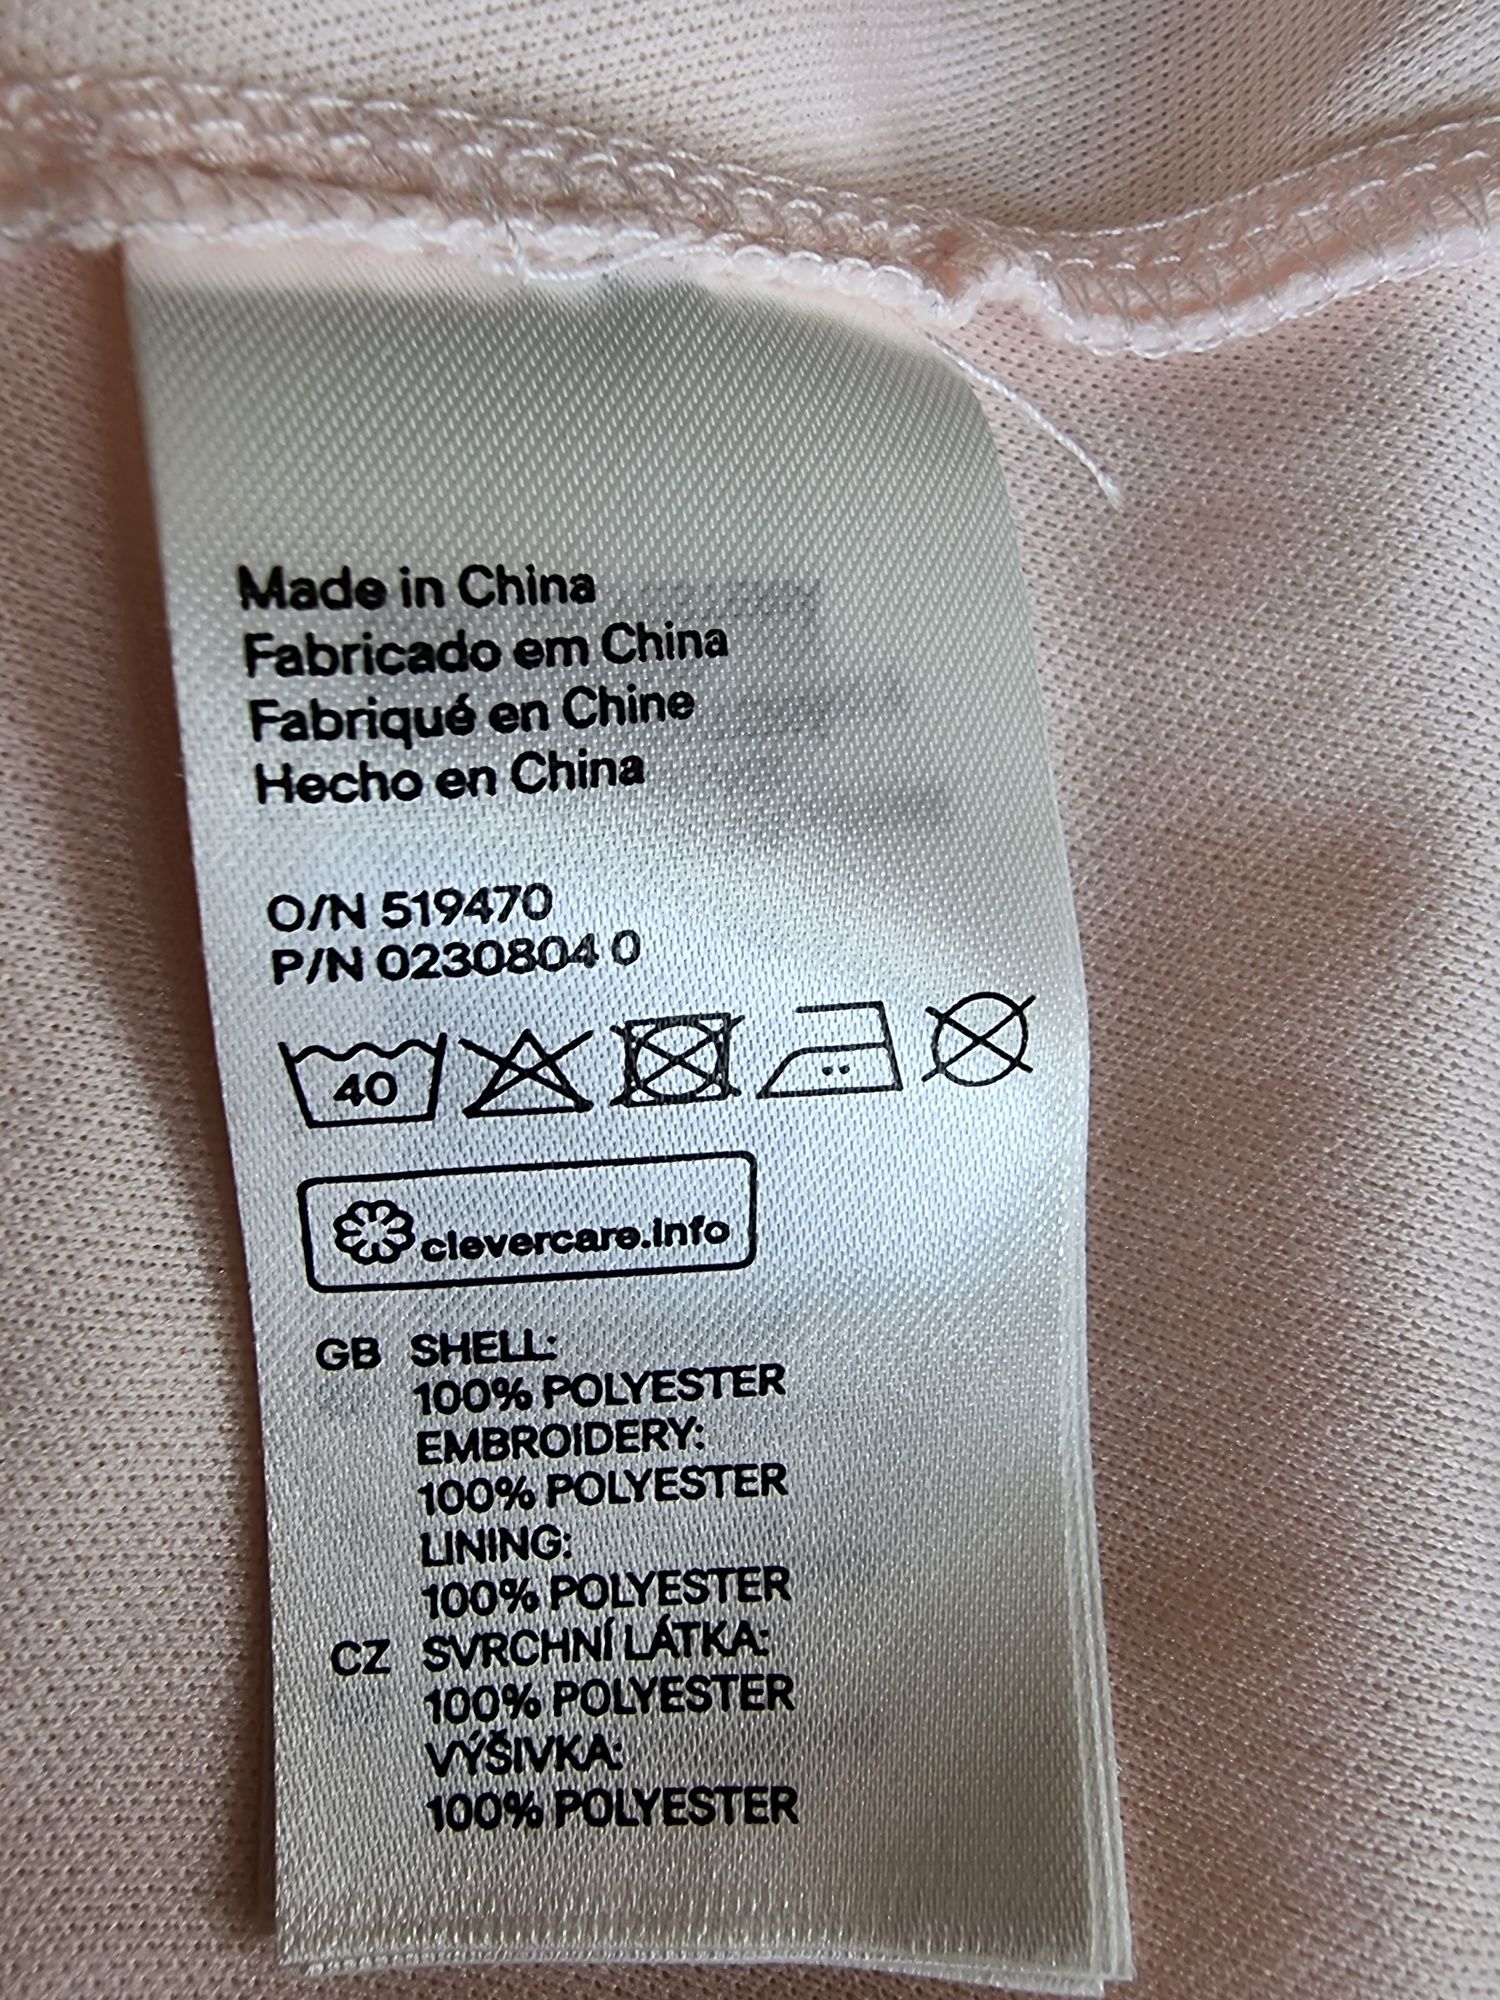 Made in China
Fabricado em China
Fabriqué en Chine
Hecho en China
O/N 519470
P/N 0230804 0
40
clevercare.info
GB SHELL:
100% POLYESTER
EMBROIDERY:
100% POLYESTER
LINING:
100% POLYESTER
CZ SVRCHNÍ LÁTKA:
100% POLYESTER
VÝŠIVKA:
100% POLYESTER